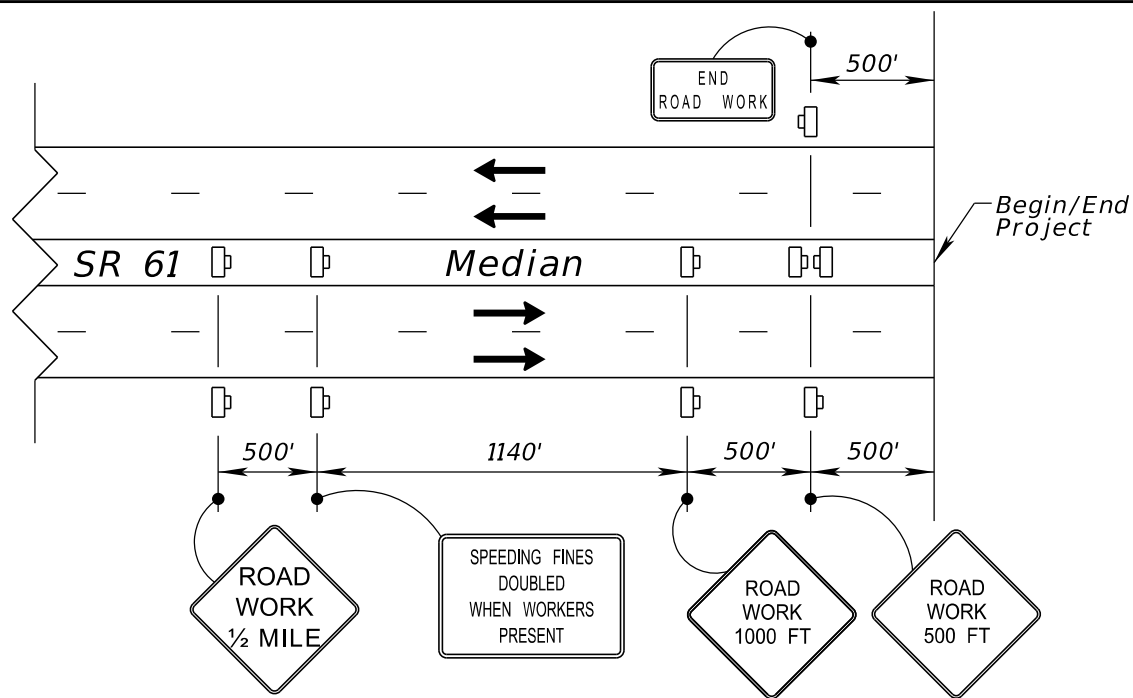 500'
END
ROAD WORK
Begin/End
Project
SR 61
Median
500'
1140'
500'
500'
ROAD
WORK
½ MILE
SPEEDING FINES
DOUBLED
WHEN WORKERS
PRESENT
ROAD
WORK
1000 FT
ROAD
WORK
500 FT